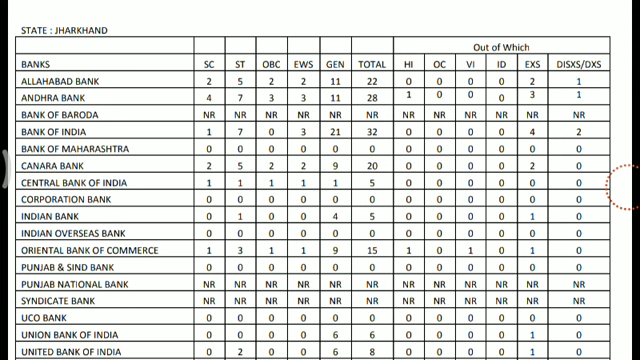 STATE : JHARKHAND
Out of Which
BANKS SC ST OBC EWS GEN TOTAL HI OC VI ID EXS DISXS/DXS
ALLAHABAD BANK 2 5 2 2 11 22 0 0 0 0 2 1
ANDHRA BANK 4 7 3 3 11 28 1 0 0 0 3 1
BANK OF BARODA NR NR NR NR NR NR NR NR NR NR NR NR
BANK OF INDIA 1 7 0 3 21 32 0 0 0 0 4 2
BANK OF MAHARASHTRA 0 0 0 0 0 0 0 0 0 0 0 0
CANARA BANK 2 5 2 2 9 20 0 0 0 0 2 0
CENTRAL BANK OF INDIA 1 1 1 1 1 5 0 0 0 0 0 0
CORPORATION BANK 0 0 0 0 0 0 0 0 0 0 0 0
INDIAN BANK 0 1 0 0 4 5 0 0 0 0 1 0
INDIAN OVERSEAS BANK 0 0 0 0 0 0 0 0 0 0 0 0
ORIENTAL BANK OF COMMERCE 1 3 1 1 9 15 1 0 1 0 1 0
PUNJAB & SIND BANK 0 0 0 0 0 0 0 0 0 0 0 0
PUNJAB NATIONAL BANK NR NR NR NR NR NR NR NR NR NR NR NR
SYNDICATE BANK NR NR NR NR NR NR NR NR NR NR NR NR
UCO BANK 0 0 0 0 0 0 0 0 0 0 0 0
UNION BANK OF INDIA 0 0 0 0 6 6 0 0 0 0 1 0
UNITED BANK OF INDIA 0 2 0 0 6 8 0 0 0 0 1 0